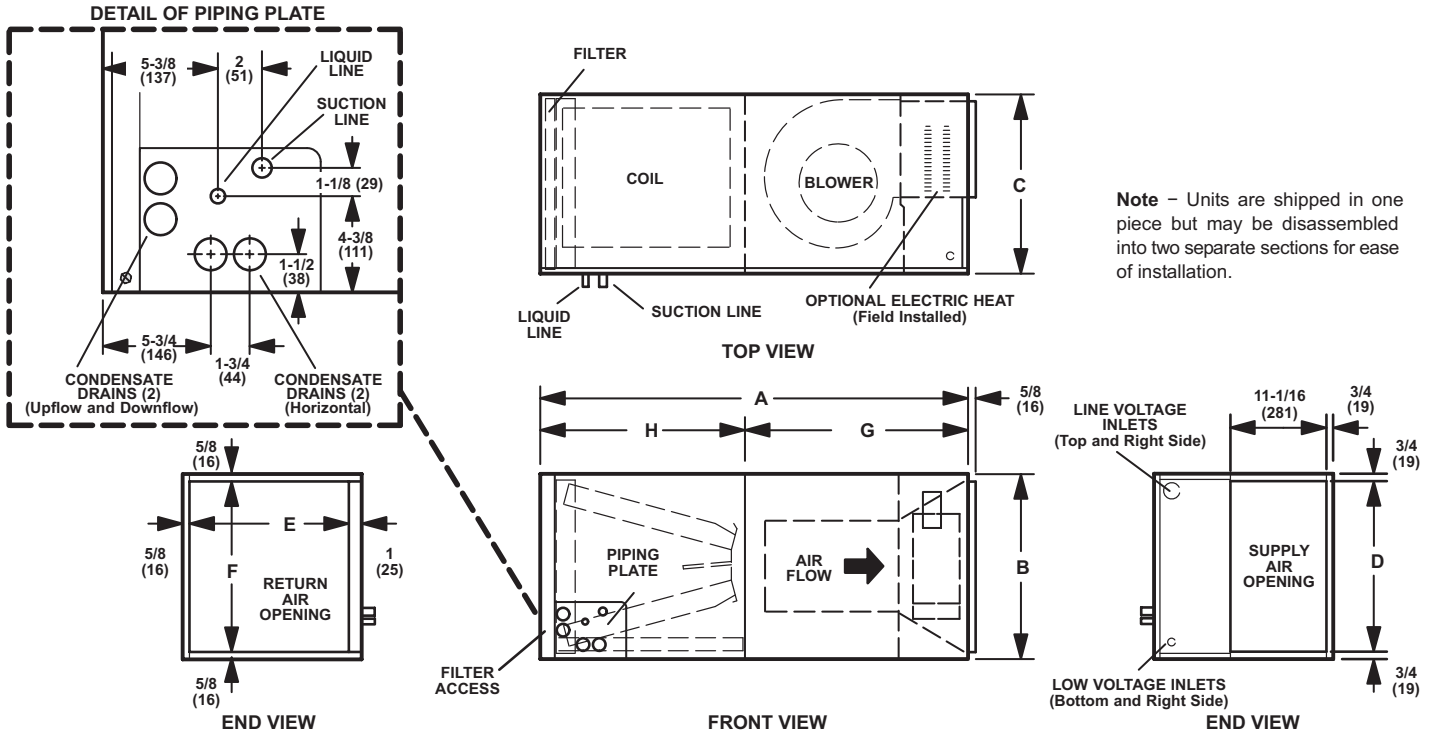 DETAIL OF PIPING PLATE
5-3/8
(137)
2
(51)
LIQUID
LINE
SUCTION
LINE
1-1/8 (29)
4-3/8
(111)
1-1/2
(38)
5-3/4
(146)
1-3/4
(44)
CONDENSATE
DRAINS (2)
(Upflow and Downflow)
CONDENSATE
DRAINS (2)
(Horizontal)
FILTER
COIL
BLOWER
C
LIQUID
LINE
SUCTION LINE
OPTIONAL ELECTRIC HEAT
(Field Installed)
TOP VIEW
Note – Units are shipped in one
piece but may be disassembled
into two separate sections for ease
of installation.
5/8
(16)
5/8
(16)
E
F
1
(25)
RETURN
AIR
OPENING
5/8
(16)
END VIEW
A
5/8
(16)
H
G
PIPING
PLATE
AIR
FLOW
B
FILTER
ACCESS
FRONT VIEW
LINE VOLTAGE
INLETS
(Top and Right Side)
11-1/16
(281)
3/4
(19)
3/4
(19)
SUPPLY
AIR
OPENING
D
3/4
(19)
LOW VOLTAGE INLETS
(Bottom and Right Side)
END VIEW